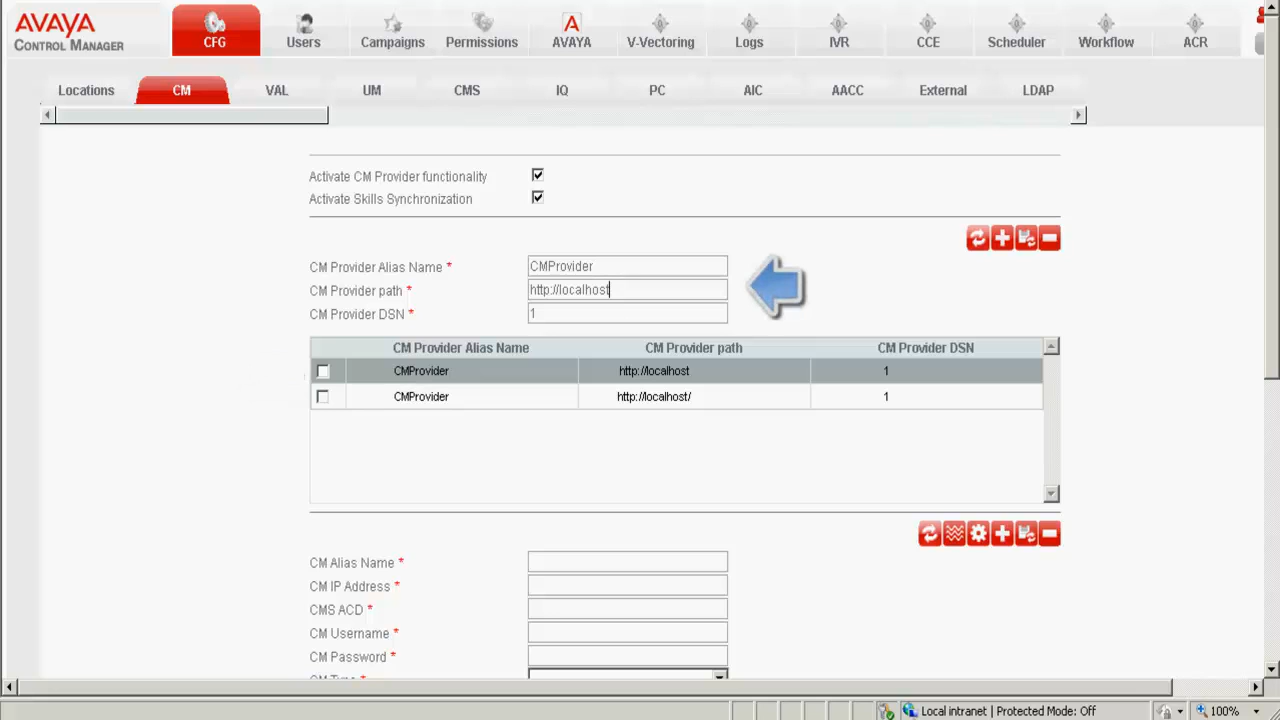 AVAYA
CONTROL MANAGER
CFG
Users
Campaigns
Permissions
AVAYA
V-Vectoring
Logs
IVR
CCE
Scheduler
Workflow
ACR
Locations
CM
VAL
UM
CMS
IQ
PC
AIC
AACC
External
LDAP
Activate CM Provider functionality
Activate Skills Synchronization
CM Provider Alias Name * CMProvider
CM Provider path * http://localhost
CM Provider DSN * 1
CM Provider Alias Name CM Provider path CM Provider DSN
CMProvider http://localhost 1
CMProvider http://localhost/ 1
CM Alias Name *
CM IP Address *
CMS ACD *
CM Username *
CM Password *
CM Type *
Local intranet | Protected Mode: Off
100%